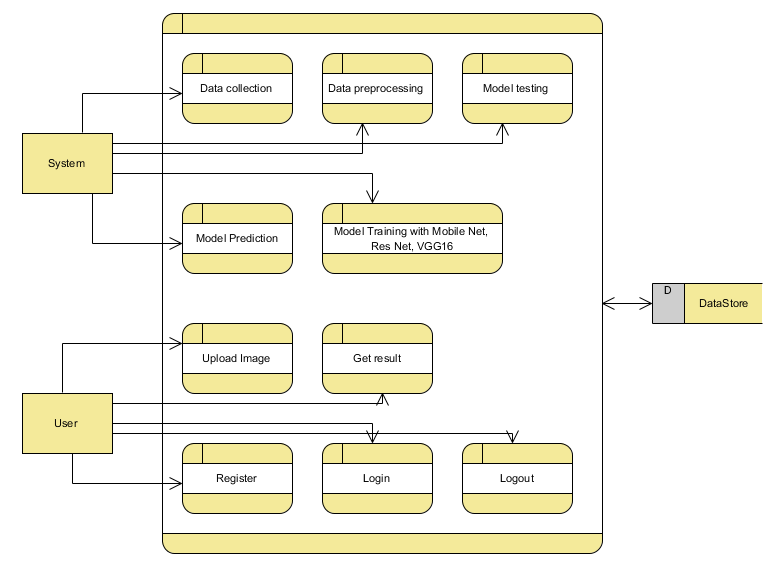 Data collection
Data preprocessing
Model testing
System
Model Prediction
Model Training with Mobile Net,
Res Net, VGG16
D
DataStore
Upload Image
Get result
User
Register
Login
Logout